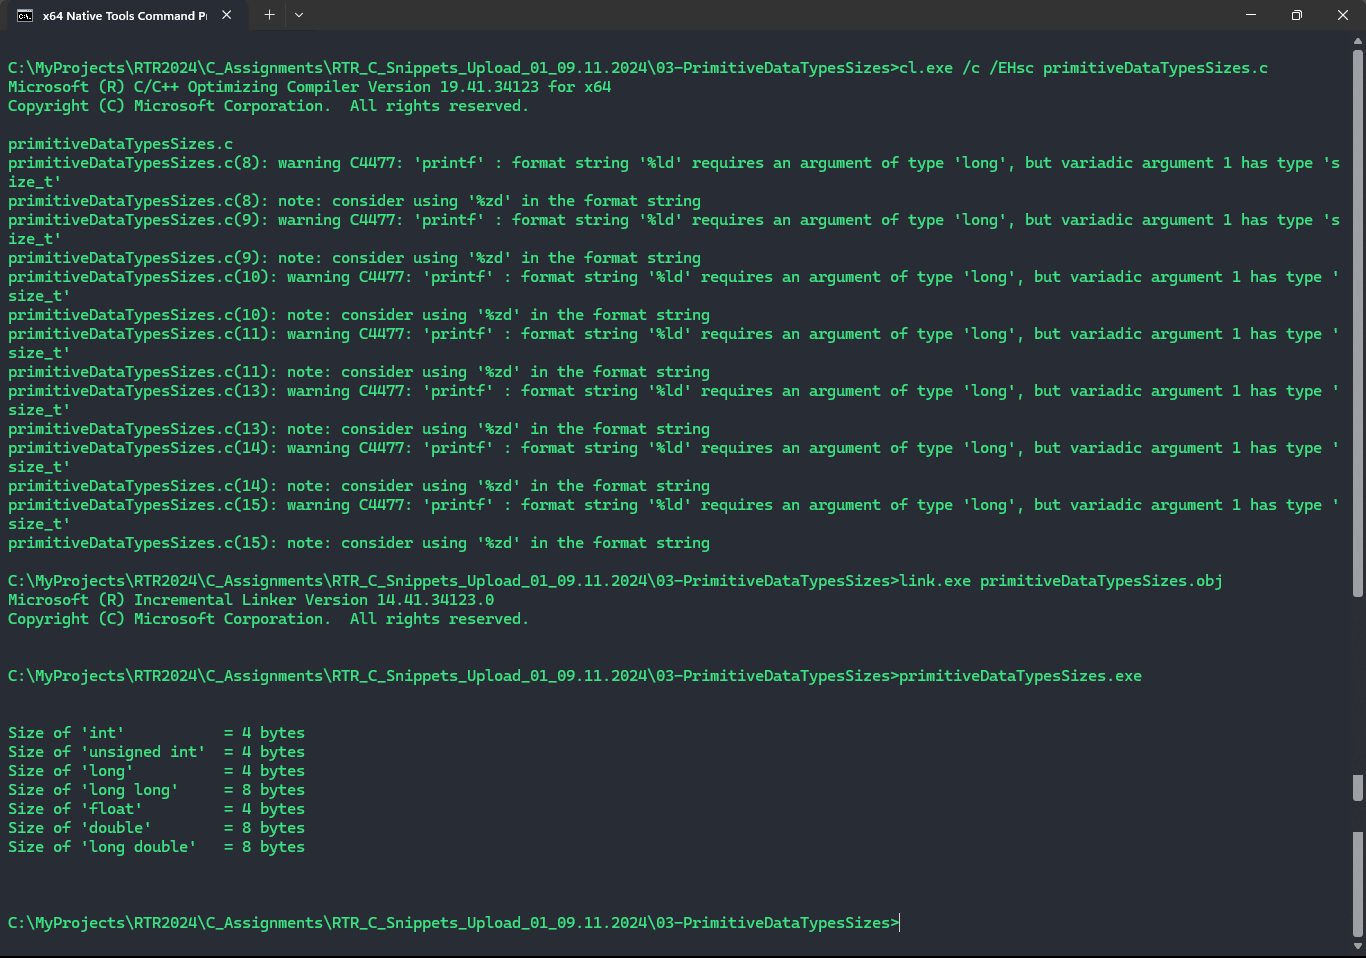 x64 Native Tools Command Pr
C:\MyProjects\RTR2024\C_Assignments\RTR_C_Snippets_Upload_01_09.11.2024\03-PrimitiveDataTypesSizes>cl.exe /c /EHsc primitiveDataTypesSizes.c
Microsoft (R) C/C++ Optimizing Compiler Version 19.41.34123 for x64
Copyright (C) Microsoft Corporation.  All rights reserved.
primitiveDataTypesSizes.c
primitiveDataTypesSizes.c(8): warning C4477: 'printf' : format string '%ld' requires an argument of type 'long', but variadic argument 1 has type 's
ize_t'
primitiveDataTypesSizes.c(8): note: consider using '%zd' in the format string
primitiveDataTypesSizes.c(9): warning C4477: 'printf' : format string '%ld' requires an argument of type 'long', but variadic argument 1 has type 's
ize_t'
primitiveDataTypesSizes.c(9): note: consider using '%zd' in the format string
primitiveDataTypesSizes.c(10): warning C4477: 'printf' : format string '%ld' requires an argument of type 'long', but variadic argument 1 has type '
size_t'
primitiveDataTypesSizes.c(10): note: consider using '%zd' in the format string
primitiveDataTypesSizes.c(11): warning C4477: 'printf' : format string '%ld' requires an argument of type 'long', but variadic argument 1 has type '
size_t'
primitiveDataTypesSizes.c(11): note: consider using '%zd' in the format string
primitiveDataTypesSizes.c(13): warning C4477: 'printf' : format string '%ld' requires an argument of type 'long', but variadic argument 1 has type '
size_t'
primitiveDataTypesSizes.c(13): note: consider using '%zd' in the format string
primitiveDataTypesSizes.c(14): warning C4477: 'printf' : format string '%ld' requires an argument of type 'long', but variadic argument 1 has type '
size_t'
primitiveDataTypesSizes.c(14): note: consider using '%zd' in the format string
primitiveDataTypesSizes.c(15): warning C4477: 'printf' : format string '%ld' requires an argument of type 'long', but variadic argument 1 has type '
size_t'
primitiveDataTypesSizes.c(15): note: consider using '%zd' in the format string
C:\MyProjects\RTR2024\C_Assignments\RTR_C_Snippets_Upload_01_09.11.2024\03-PrimitiveDataTypesSizes>link.exe primitiveDataTypesSizes.obj
Microsoft (R) Incremental Linker Version 14.41.34123.0
Copyright (C) Microsoft Corporation.  All rights reserved.
C:\MyProjects\RTR2024\C_Assignments\RTR_C_Snippets_Upload_01_09.11.2024\03-PrimitiveDataTypesSizes>primitiveDataTypesSizes.exe
Size of 'int'           = 4 bytes
Size of 'unsigned int'  = 4 bytes
Size of 'long'          = 4 bytes
Size of 'long long'     = 8 bytes
Size of 'float'         = 4 bytes
Size of 'double'        = 8 bytes
Size of 'long double'   = 8 bytes
C:\MyProjects\RTR2024\C_Assignments\RTR_C_Snippets_Upload_01_09.11.2024\03-PrimitiveDataTypesSizes>